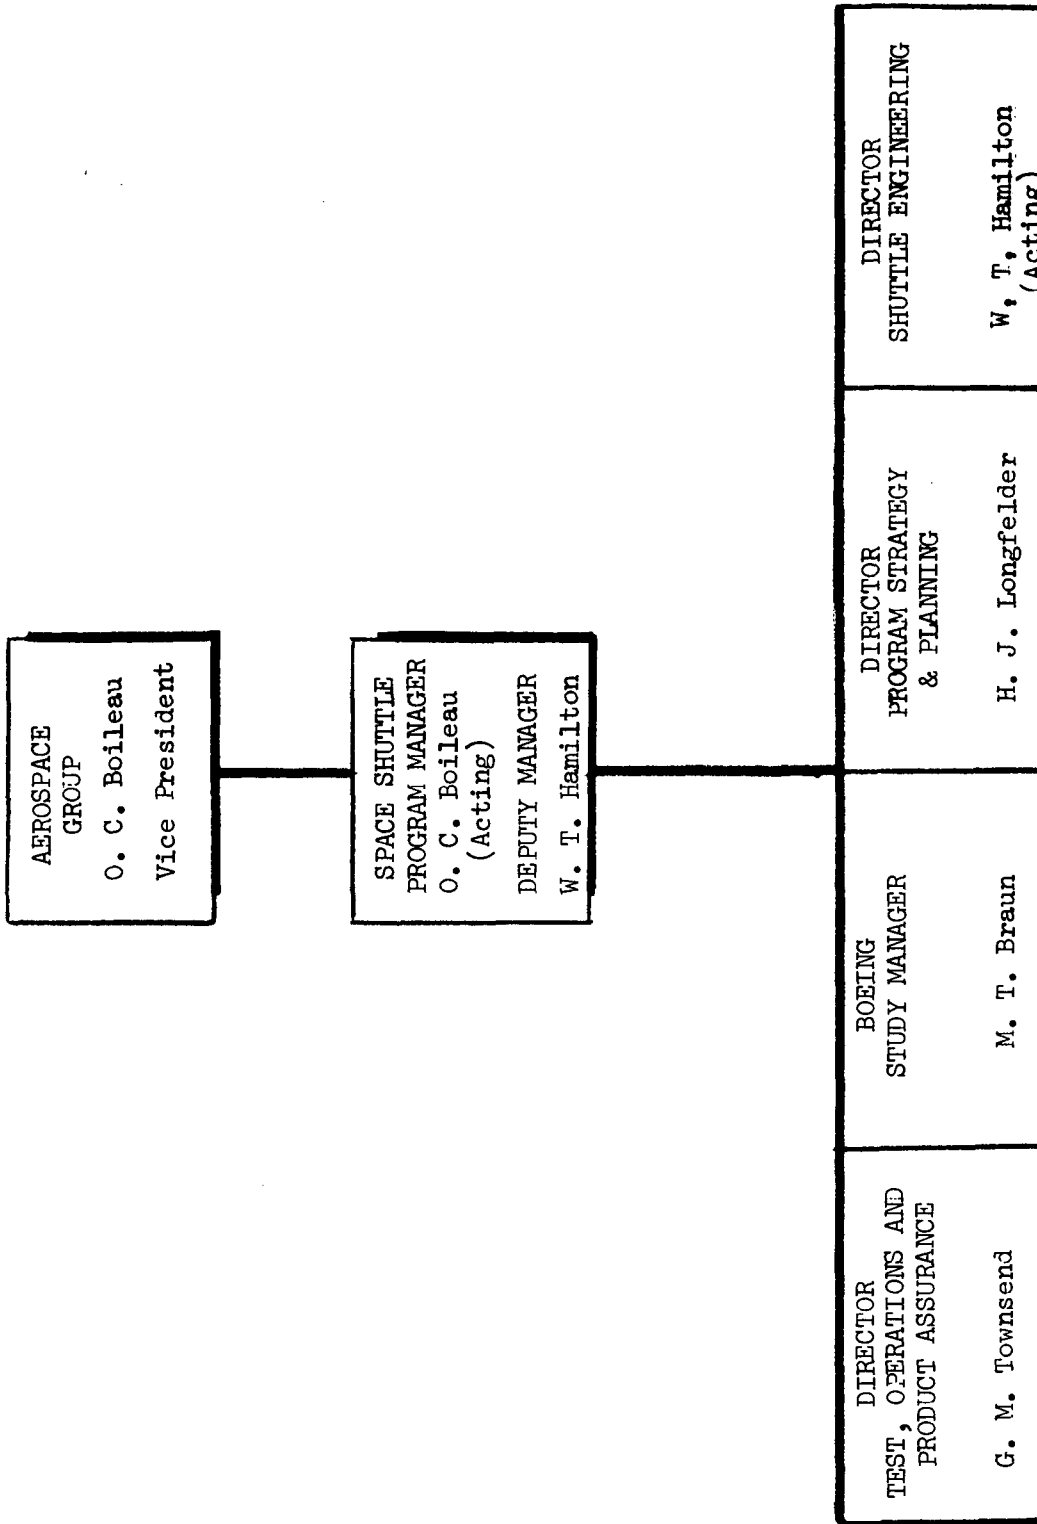 AEROSPACE
GROUP
O. C. Boileau
Vice President
SPACE SHUTTLE
PROGRAM MANAGER
O. C. Boileau
(Acting)
DEPUTY MANAGER
W. T. Hamilton
DIRECTOR
TEST, OPERATIONS AND
PRODUCT ASSURANCE
G. M. Townsend
BOEING
STUDY MANAGER
M. T. Braun
DIRECTOR
PROGRAM STRATEGY
& PLANNING
H. J. Longfelder
DIRECTOR
SHUTTLE ENGINEERING
W, T, Hamilton
(Acting)